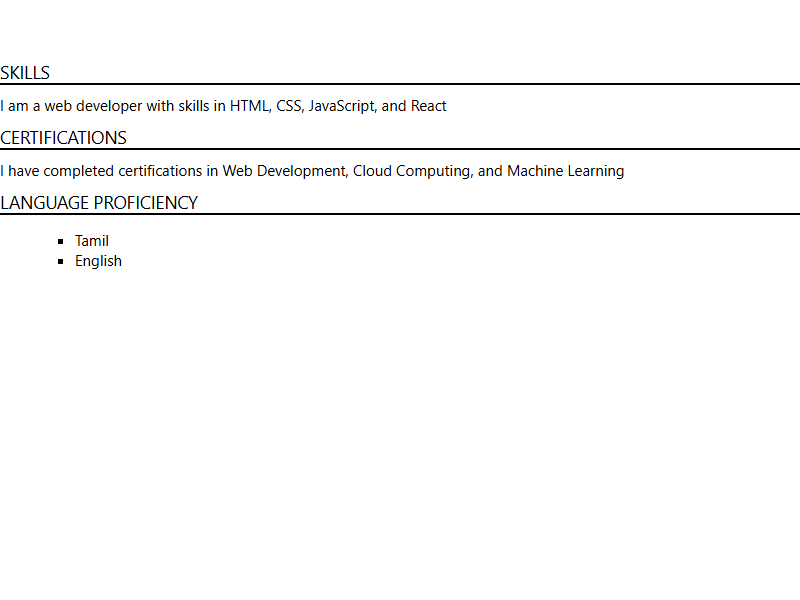 SKILLS
I am a web developer with skills in HTML, CSS, JavaScript, and React
CERTIFICATIONS
I have completed certifications in Web Development, Cloud Computing, and Machine Learning
LANGUAGE PROFICIENCY
Tamil
English